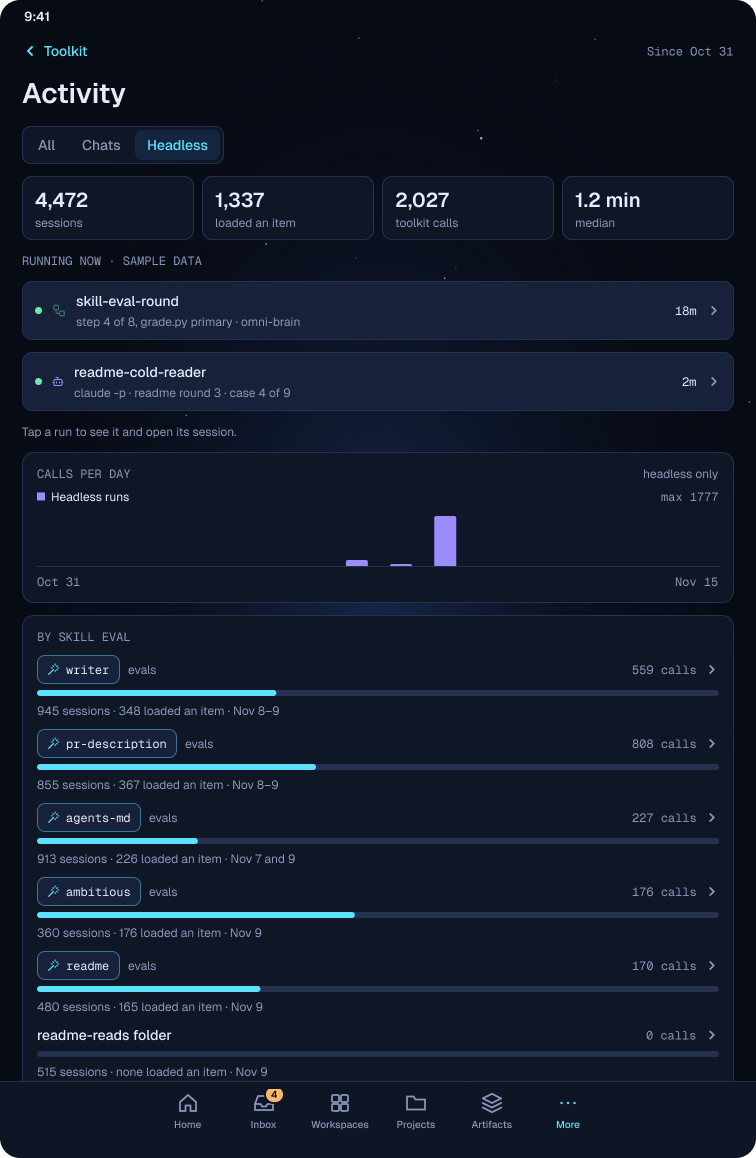 9:41
Toolkit
Since Oct 31
Activity
All Chats Headless
4,472
sessions
1,337
loaded an item
2,027
toolkit calls
1.2 min
median
RUNNING NOW · SAMPLE DATA
skill-eval-round
step 4 of 8, grade.py primary · omni-brain
18m
readme-cold-reader
claude -p · readme round 3 · case 4 of 9
2m
Tap a run to see it and open its session.
CALLS PER DAY
headless only
Headless runs
max 1777
Oct 31
Nov 15
BY SKILL EVAL
writer evals 559 calls
945 sessions · 348 loaded an item · Nov 8–9
pr-description evals 808 calls
855 sessions · 367 loaded an item · Nov 8–9
agents-md evals 227 calls
913 sessions · 226 loaded an item · Nov 7 and 9
ambitious evals 176 calls
360 sessions · 176 loaded an item · Nov 9
readme evals 170 calls
480 sessions · 165 loaded an item · Nov 9
readme-reads folder 0 calls
515 sessions · none loaded an item · Nov 9
4
Home Inbox Workspaces Projects Artifacts More